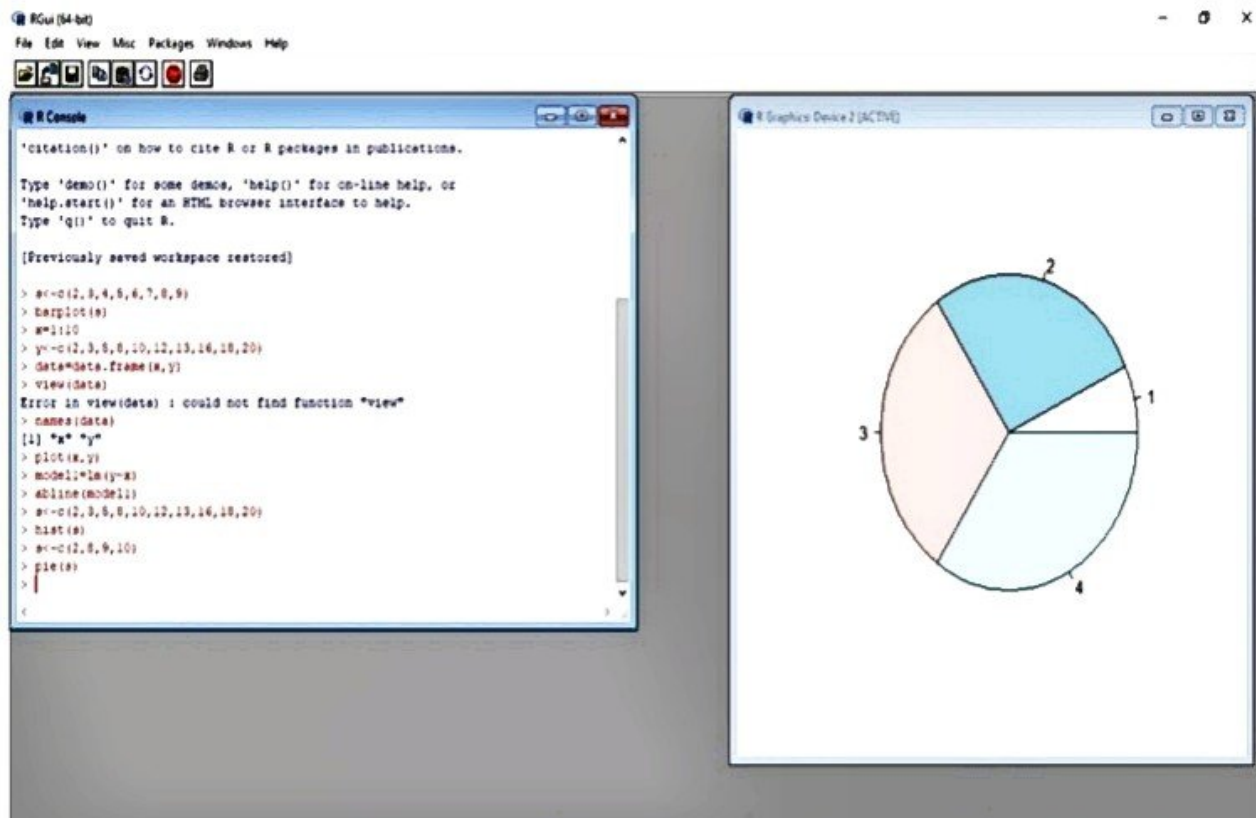 RGui (64-bit)
File Edit View Misc Packages Windows Help
R Console
'citation()' on how to cite R or R packages in publications.
Type 'demo()' for some demos, 'help()' for on-line help, or
'help.start()' for an HTML browser interface to help.
Type 'q()' to quit R.
[Previously saved workspace restored]
> s<-c(2,3,4,5,6,7,8,9)
> barplot(s)
> x=1:10
> y<-c(2,3,5,8,10,12,13,16,18,20)
> data=data.frame(x,y)
> view(data)
Error in view(data) : could not find function "view"
> names(data)
[1] "x" "y"
> plot(x,y)
> model1=lm(y~x)
> abline(model1)
> s<-c(2,3,5,8,10,12,13,16,18,20)
> hist(s)
> s<-c(2,8,9,10)
> pie(s)
>
R Graphics: Device 2 (ACTIVE)
2
1
3
4